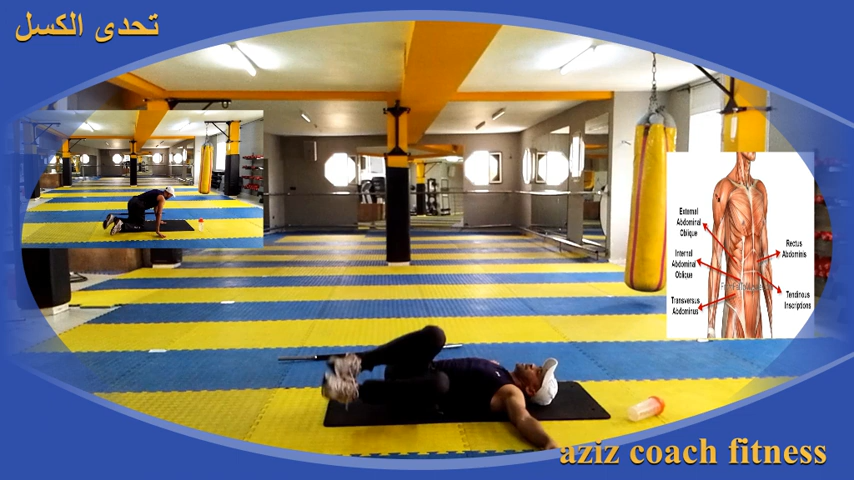 تحدى الكسل
External
Abdominal
Oblique
Internal
Abdominal
Oblique
Transversus
Abdominus
Rectus
Abdominis
Tendinous
Inscriptions
aziz coach fitness